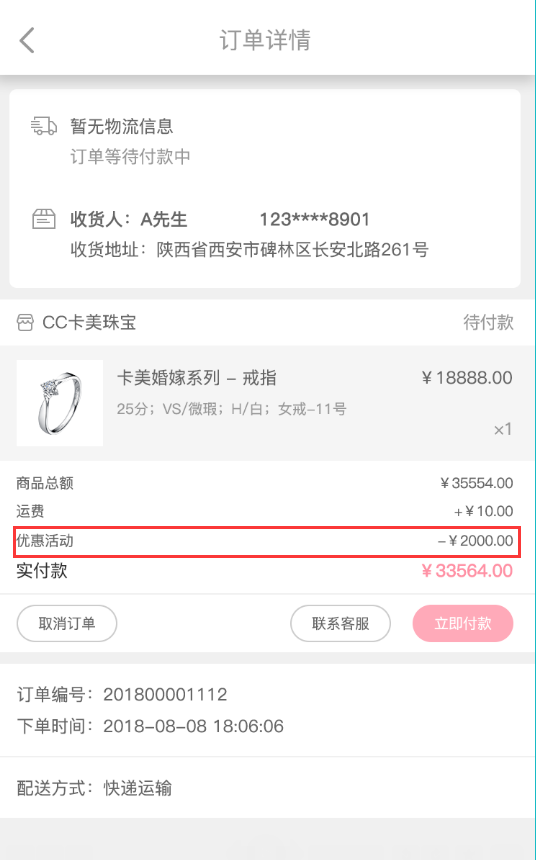 订单详情
暂无物流信息
订单等待付款中
收货人：A先生 123****8901
收货地址：陕西省西安市碑林区长安北路261号
CC卡美珠宝 待付款
卡美婚嫁系列 – 戒指 ￥18888.00
25分；VS/微瑕；H/白；女戒–11号
×1
商品总额 ￥35554.00
运费 +￥10.00
优惠活动 –￥2000.00
实付款 ￥33564.00
取消订单 联系客服 立即付款
订单编号：201800001112
下单时间：2018–08–08 18:06:06
配送方式：快递运输